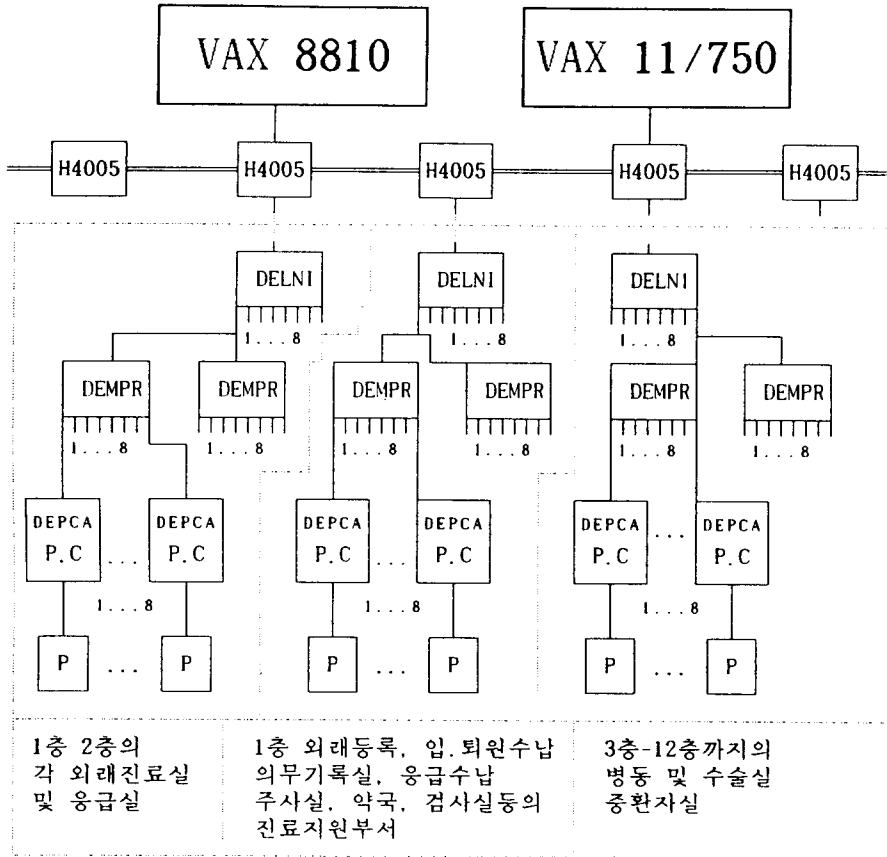 VAX 8810 VAX 11/750
H4005 H4005 H4005 H4005 H4005
DELNI DELNI DELNI
1...8 1...8 1...8
DEMPR DEMPR DEMPR DEMPR DEMPR DEMPR
1...8 1...8 1...8 1...8 1...8 1...8
DEPCA DEPCA DEPCA DEPCA DEPCA DEPCA
P.C ... P.C P.C ... P.C P.C ... P.C
1...8 1...8 1...8
P ... P P ... P P ... P
1층 2층의
각 외래진료실
및 응급실
1층 외래등록, 입.퇴원수납
의무기록실, 응급수납
주사실, 약국, 검사실등의
진료지원부서
3층-12층까지의
병동 및 수술실
중환자실